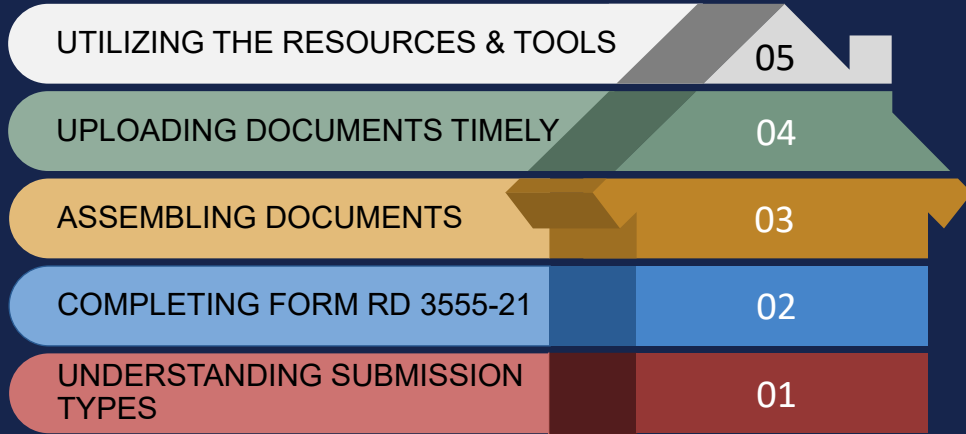 UTILIZING THE RESOURCES & TOOLS
05
UPLOADING DOCUMENTS TIMELY
04
ASSEMBLING DOCUMENTS
03
COMPLETING FORM RD 3555-21
02
UNDERSTANDING SUBMISSION
TYPES
01